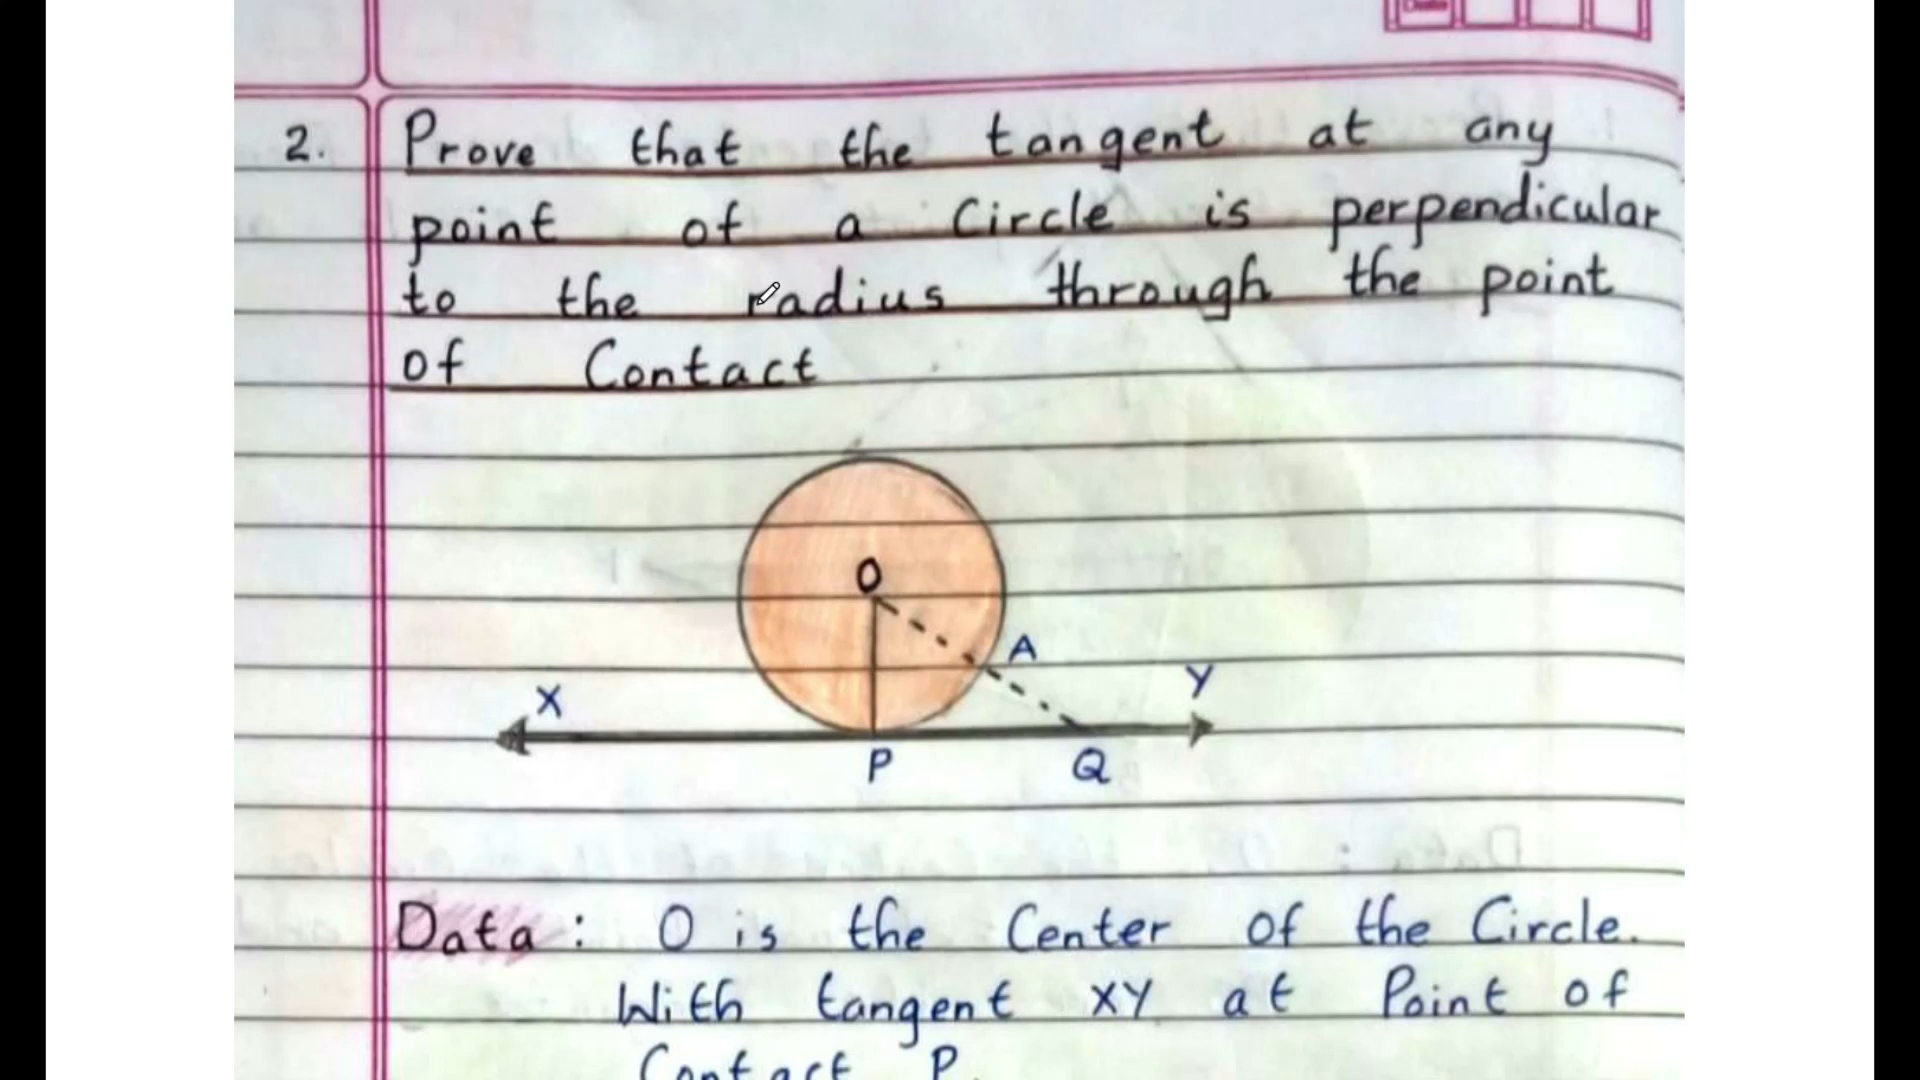 2. Prove that the tangent at any
point of a Circle is perpendicular
to the radius through the point
of Contact
O
A
X
Y
P
Q
Data : O is the Center of the Circle.
With tangent XY at Point of
Contact P.